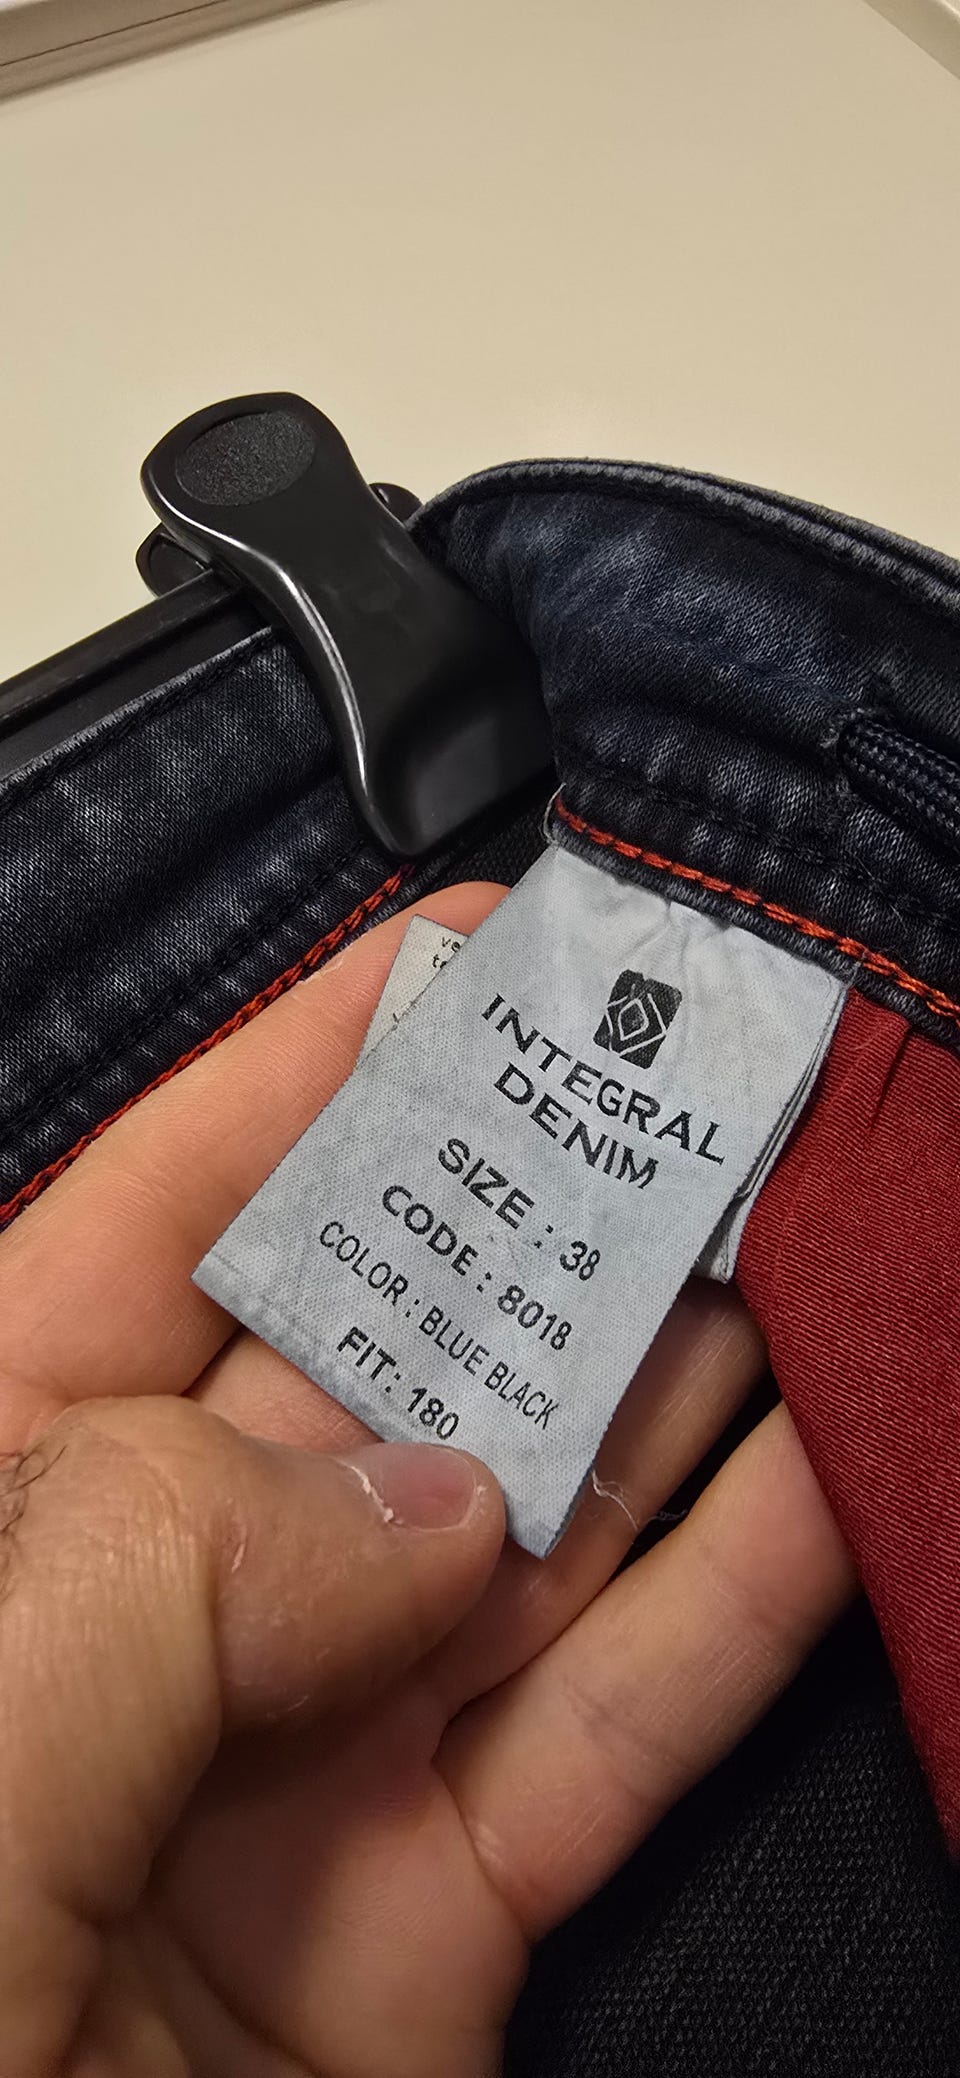 INTEGRAL
DENIM
SIZE : 38
CODE : 8018
COLOR : BLUE BLACK
FIT: 180